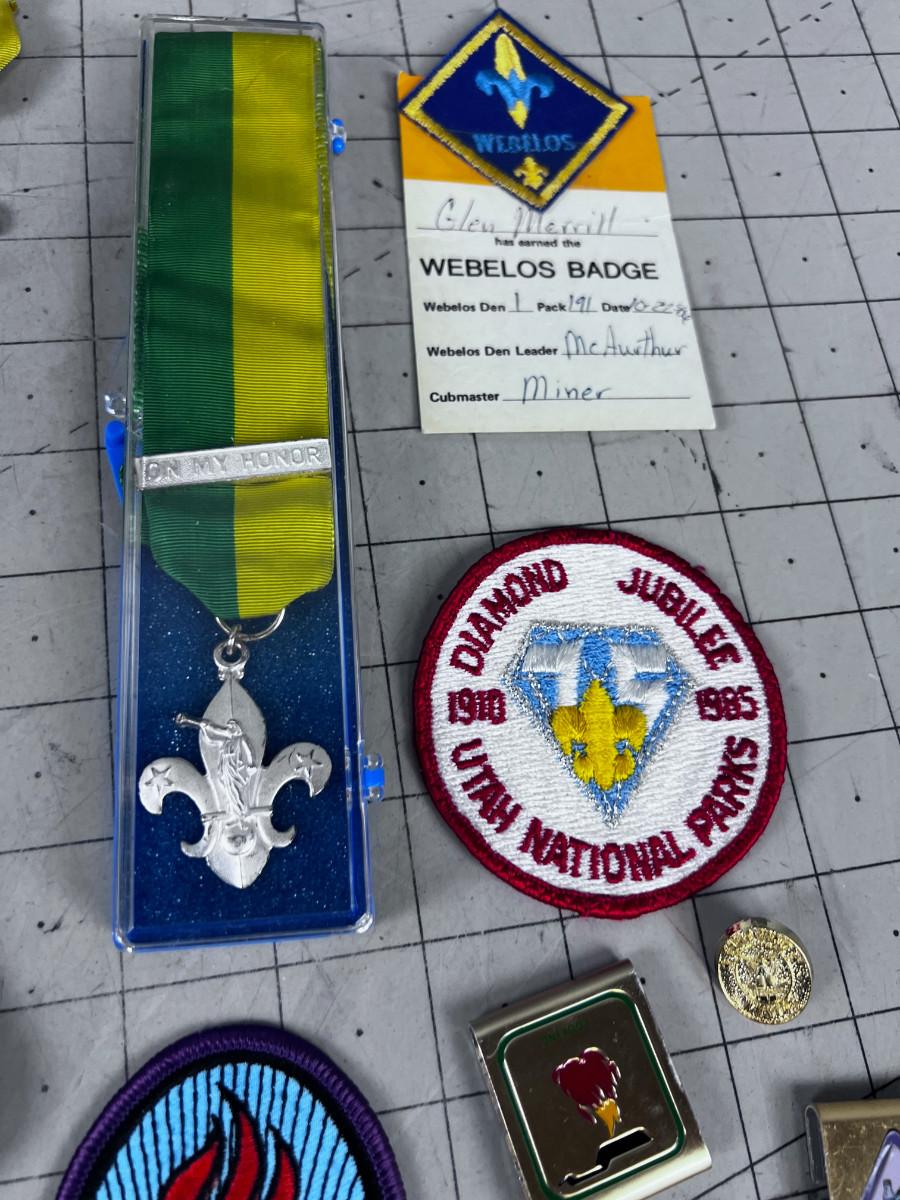 WEBELOS
Glen Merrill
has earned the
WEBELOS BADGE
Webelos Den 1 Pack 191 Date
Webelos Den Leader McAurthur
Cubmaster Miner
ON MY HONOR
DIAMOND JUBILEE
1910 1985
UTAH NATIONAL PARKS